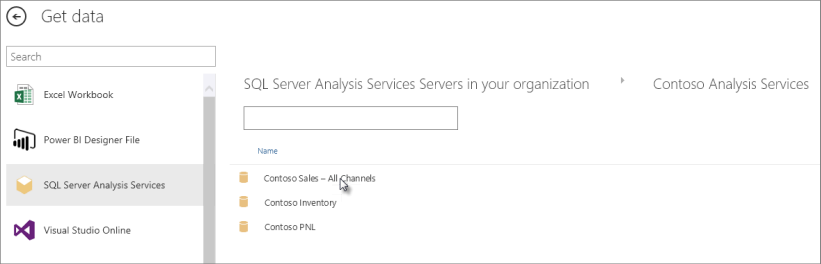 Get data
Search
Excel Workbook
Power BI Designer File
SQL Server Analysis Services
Visual Studio Online
SQL Server Analysis Services Servers in your organization
Contoso Analysis Services
Name
Contoso Sales – All Channels
Contoso Inventory
Contoso PNL